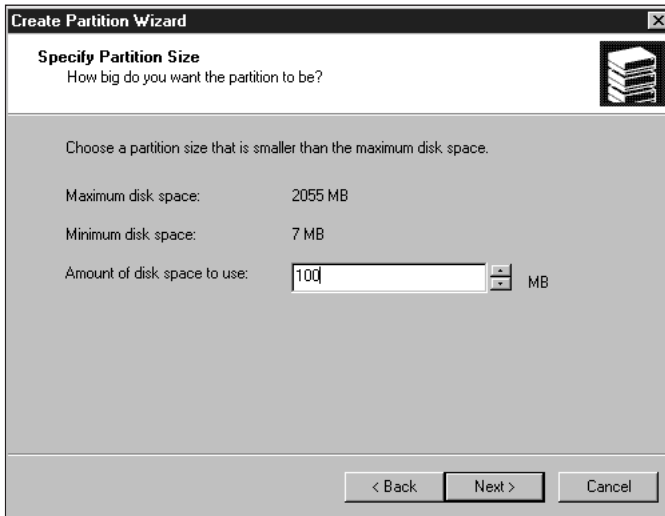 Create Partition Wizard
Specify Partition Size
How big do you want the partition to be?
Choose a partition size that is smaller than the maximum disk space.
Maximum disk space: 2055 MB
Minimum disk space: 7 MB
Amount of disk space to use: 100 MB
< Back Next > Cancel